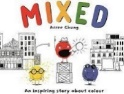 MIXED
Arree Chung
An inspiring story about colour